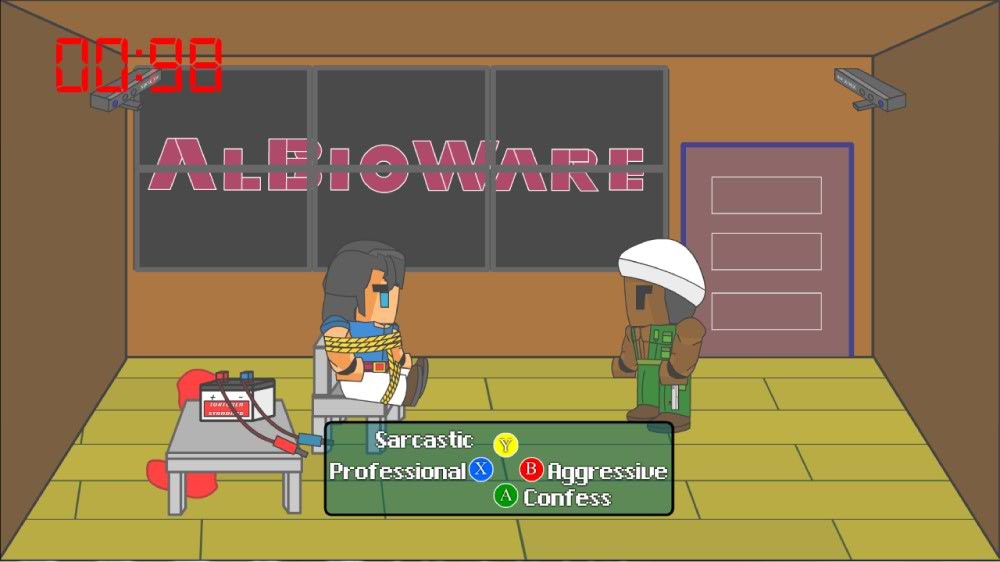 00:98
ALBIOWARE
+ -
Sarcastic Y
Professional X B Aggressive
A Confess